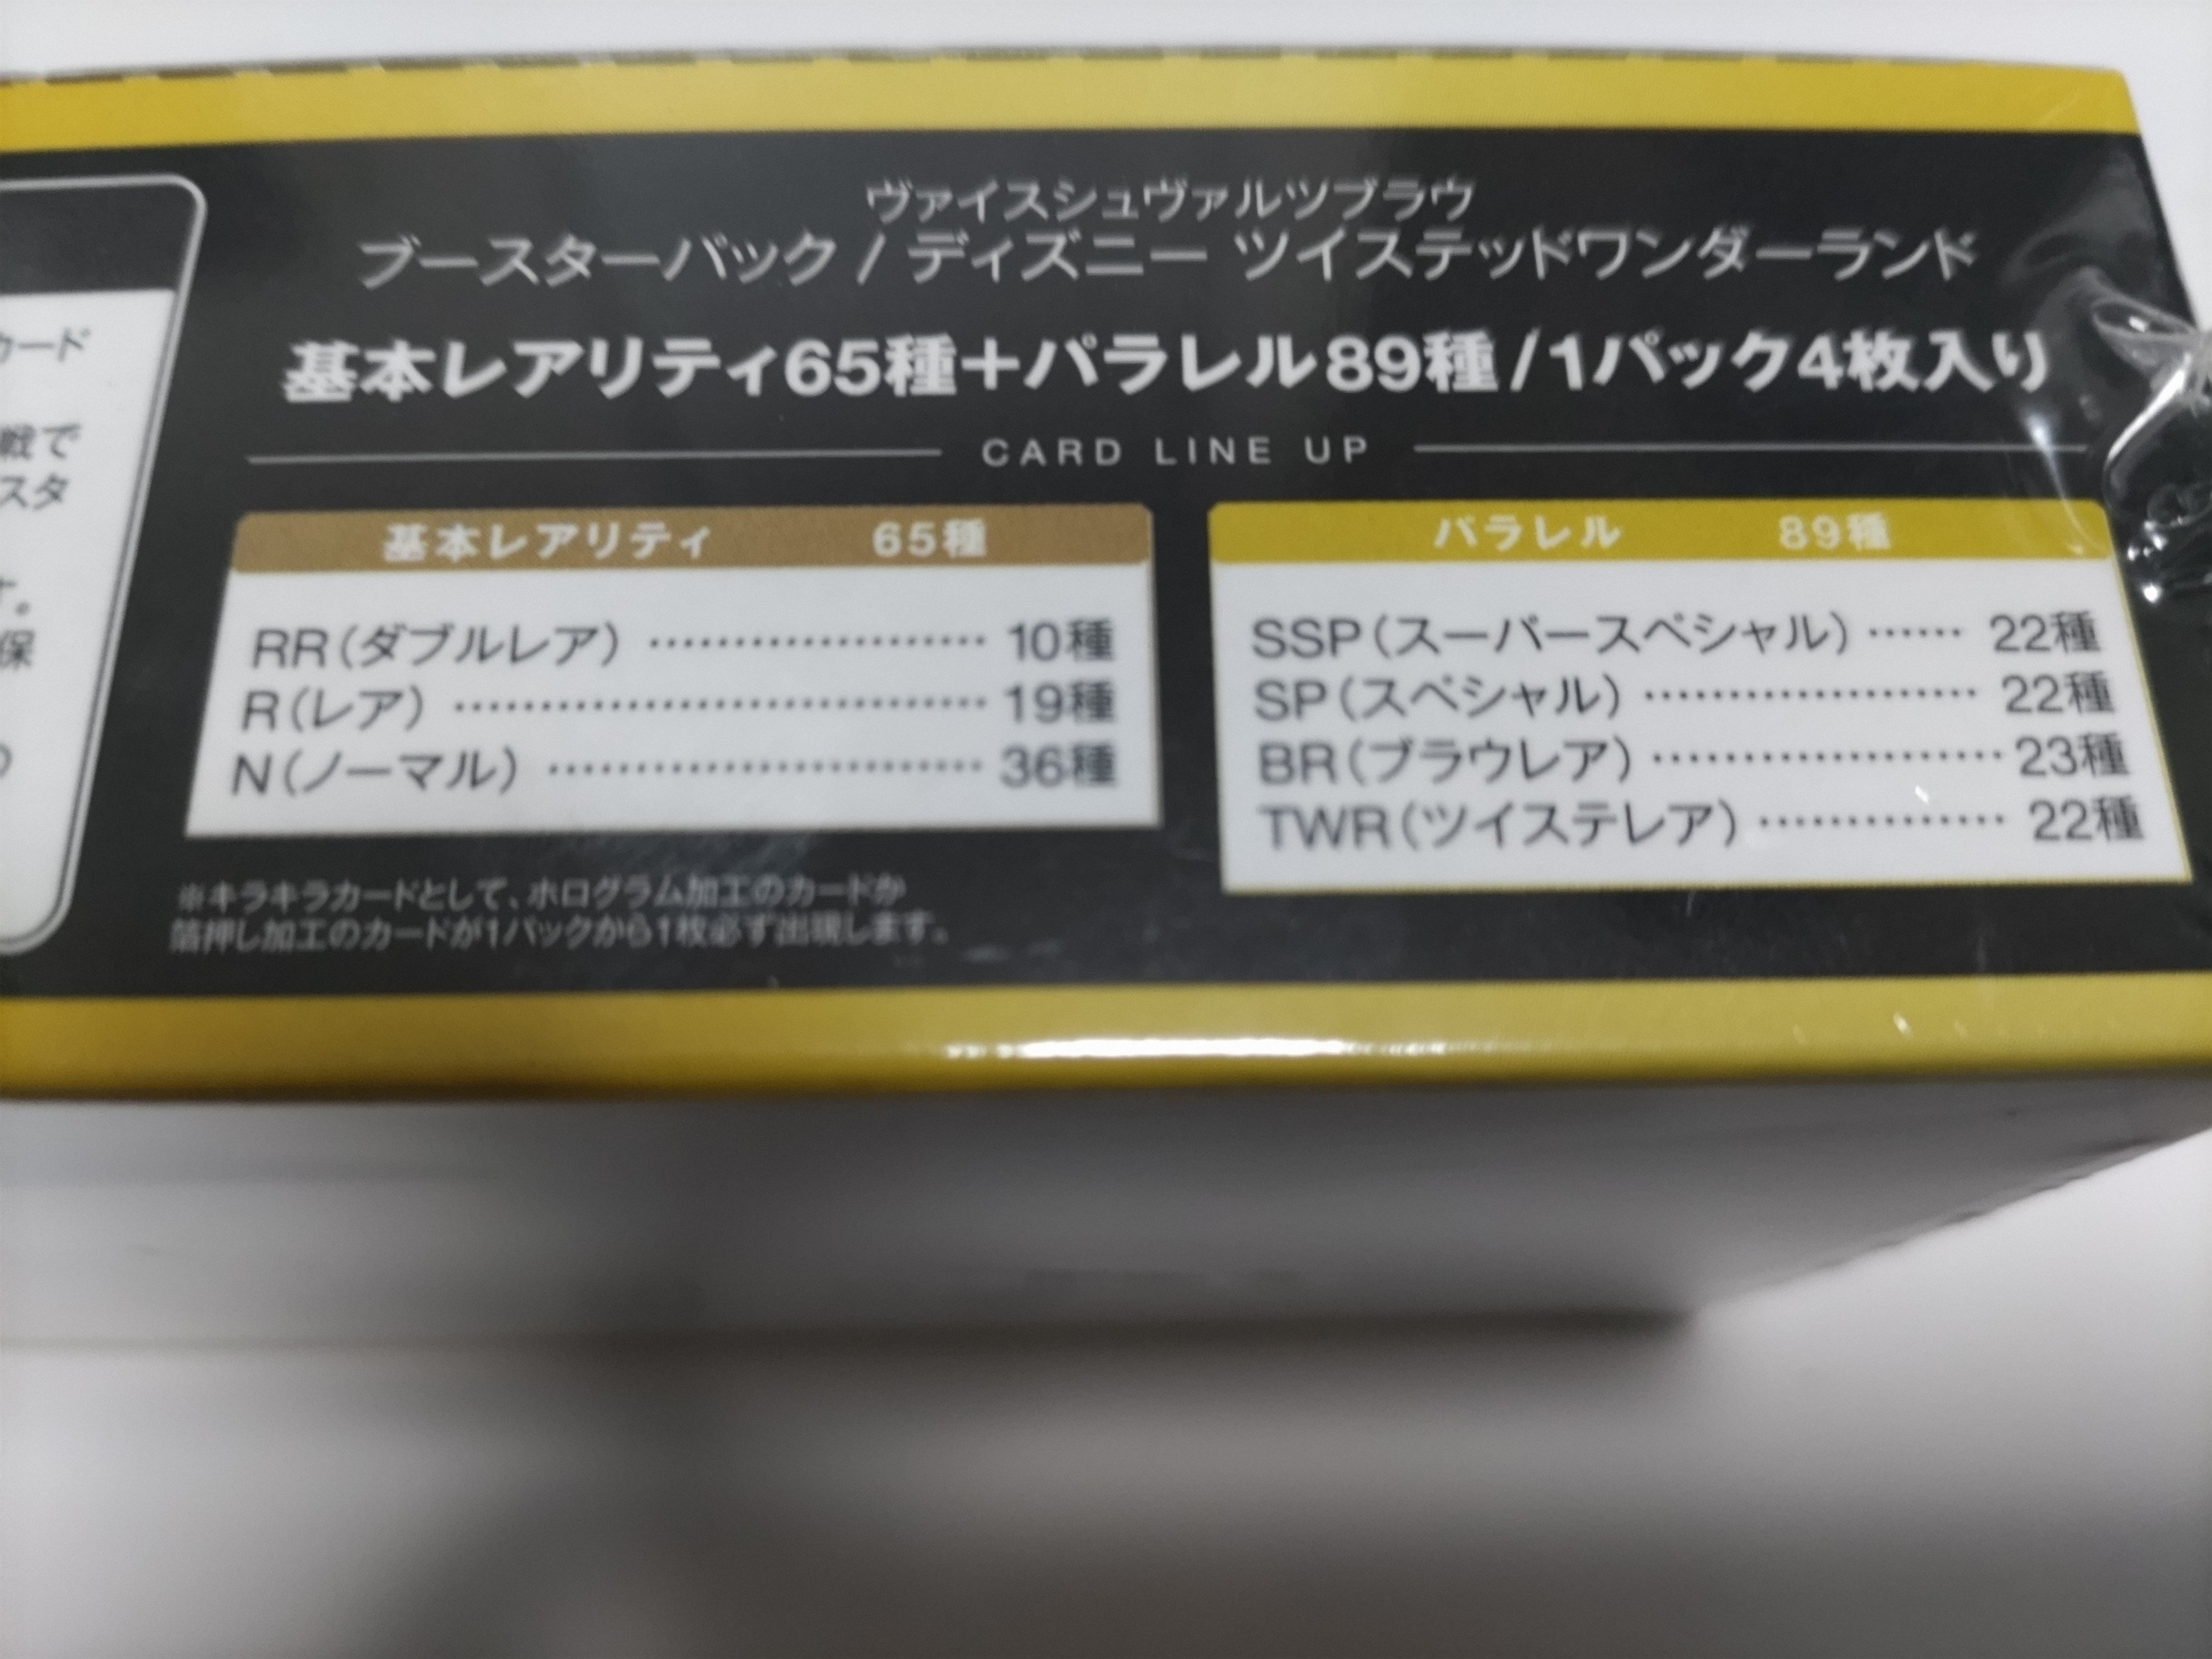 カード
戦で
スタ
す。
保
の
ヴァイスシュヴァルツブラウ
ブースターパック / ディズニー ツイステッドワンダーランド
基本レアリティ65種＋パラレル89種/1パック4枚入り
CARD LINE UP
基本レアリティ 65種
RR（ダブルレア）…………………… 10種
R（レア）…………………………… 19種
N（ノーマル）………………………… 36種
※キラキラカードとして、ホログラム加工のカードか
箔押し加工のカードが1パックから1枚必ず出現します。
パラレル 89種
SSP（スーパースペシャル）…… 22種
SP（スペシャル）…………………… 22種
BR（ブラウレア）…………………… 23種
TWR（ツイステレア）…………… 22種